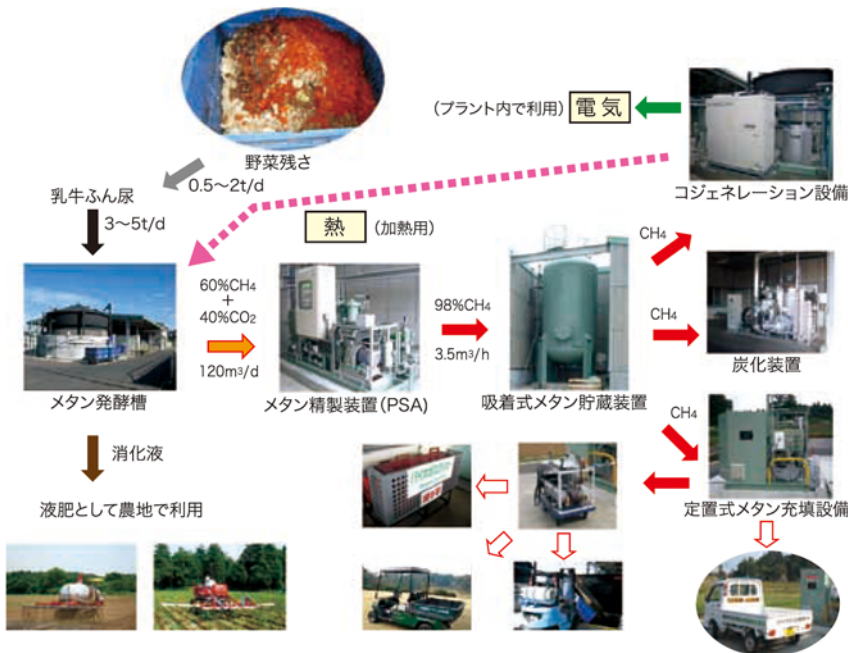 野菜残さ
0.5〜2t/d
乳牛ふん尿
3〜5t/d
(プラント内で利用)
電気
コジェネレーション設備
熱
(加熱用)
60%CH₄
+
40%CO₂
120m³/d
98%CH₄
3.5m³/h
CH₄
CH₄
CH₄
メタン発酵槽
メタン精製装置(PSA)
吸着式メタン貯蔵装置
炭化装置
消化液
液肥として農地で利用
定置式メタン充填設備